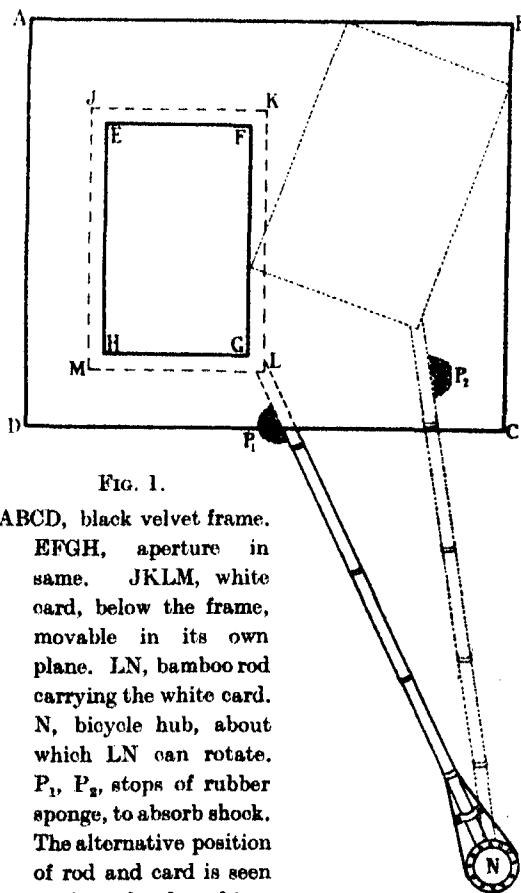 A
B
J
K
E
F
H
G
M
L
D
C
P₁
P₂
N
FIG. 1.
ABCD, black velvet frame.
EFGH, aperture in
same. JKLM, white
card, below the frame,
movable in its own
plane. LN, bamboo rod
carrying the white card.
N, bicycle hub, about
which LN can rotate.
P₁, P₂, stops of rubber
sponge, to absorb shock.
The alternative position
of rod and card is seen